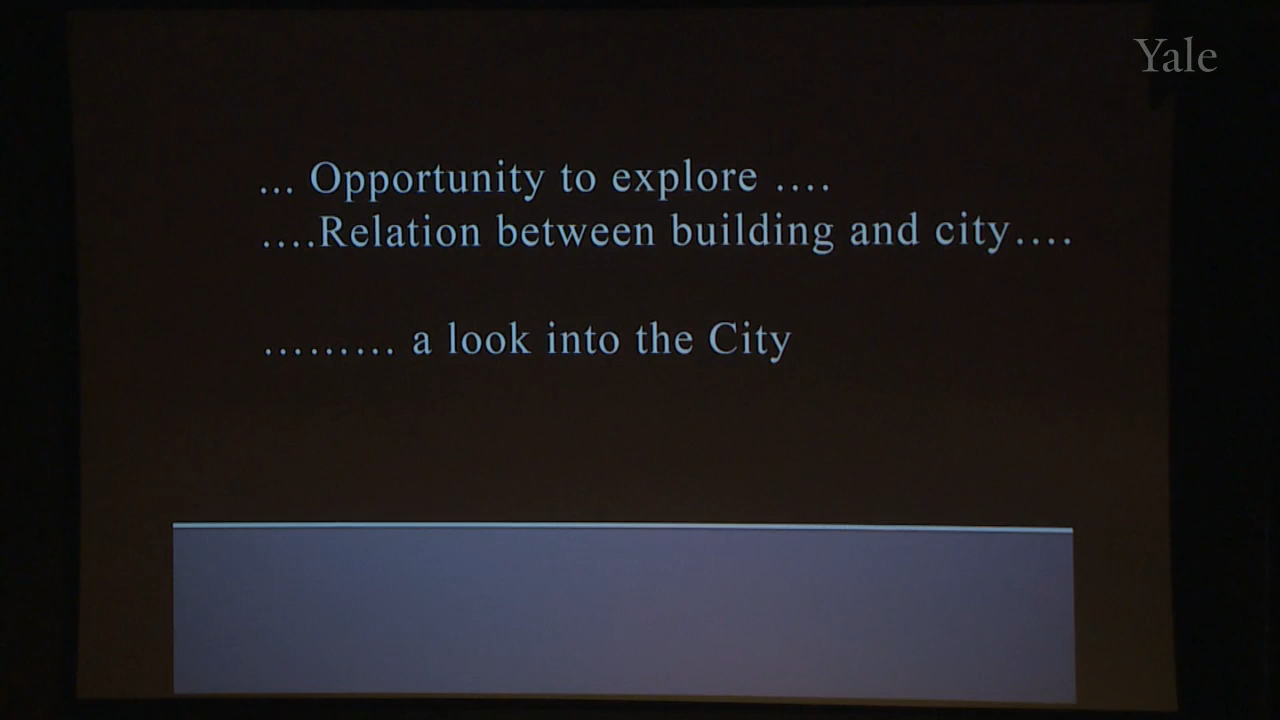 Yale
... Opportunity to explore ....
....Relation between building and city....
......... a look into the City